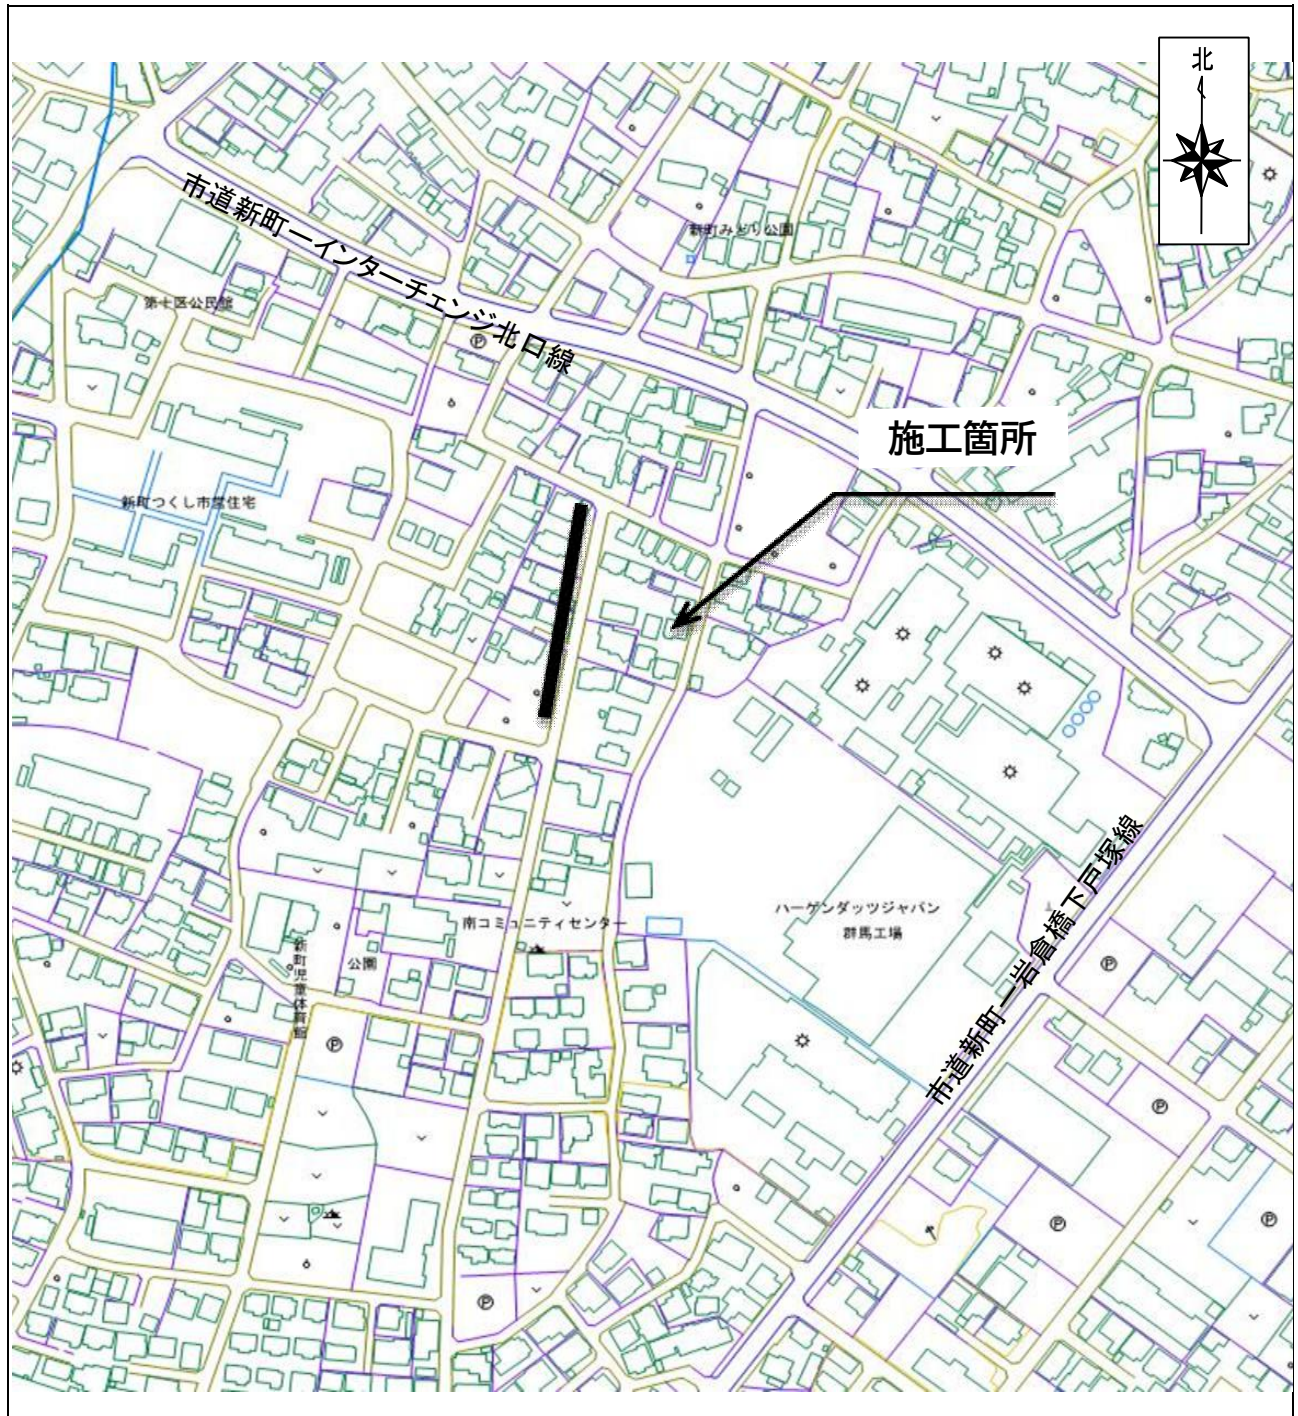 北
市道新町ーインターチェンジ北口線
新町みどり公園
第七区公民館
Ⓟ
施工箇所
新町つくし市営住宅
ハーゲンダッツジャパン
群馬工場
南コミュニティセンター
新町児童体育館
公園
市道新町ー岩倉橋下戸塚線
Ⓟ
Ⓟ
Ⓟ
Ⓟ
Ⓟ
Ⓟ